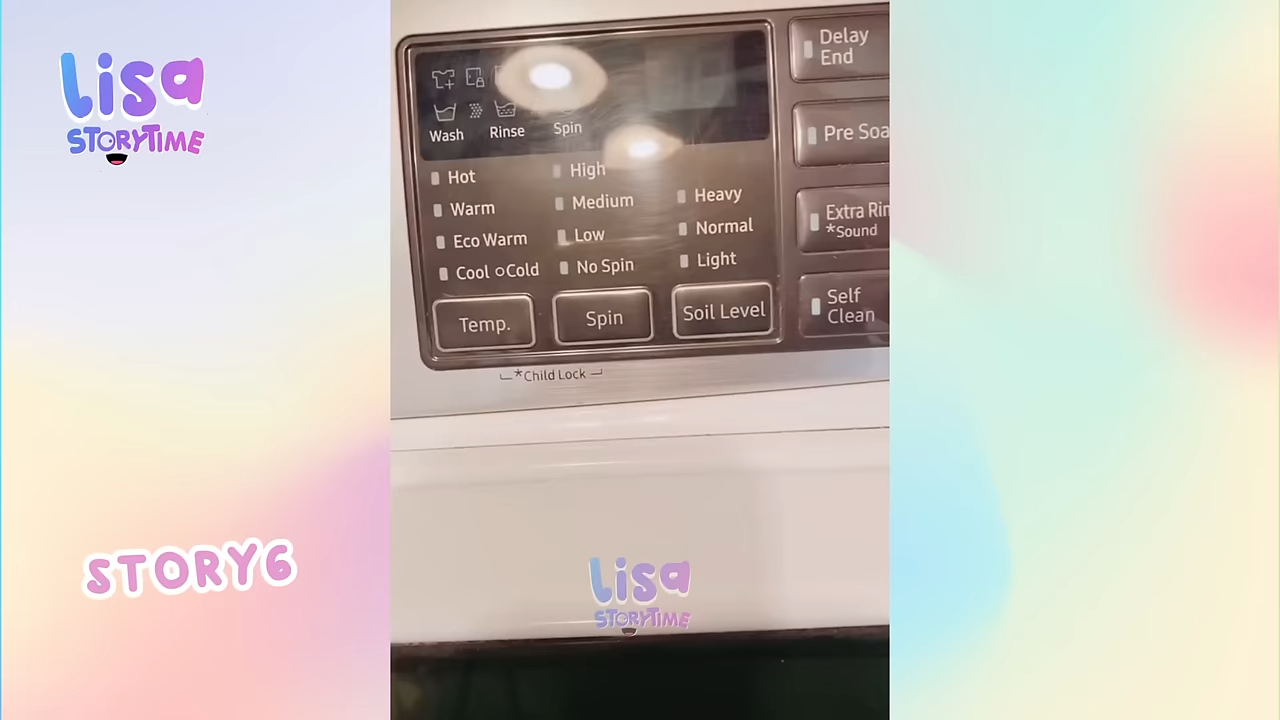 Lisa
STORYTIME
STORY6
Wash Rinse Spin
Hot
Warm
Eco Warm
Cool Cold
High
Medium
Low
No Spin
Heavy
Normal
Light
Temp.
Spin
Soil Level
*Child Lock
Delay
End
Pre Soa
Extra Rin
*Sound
Self
Clean
Lisa
STORYTIME